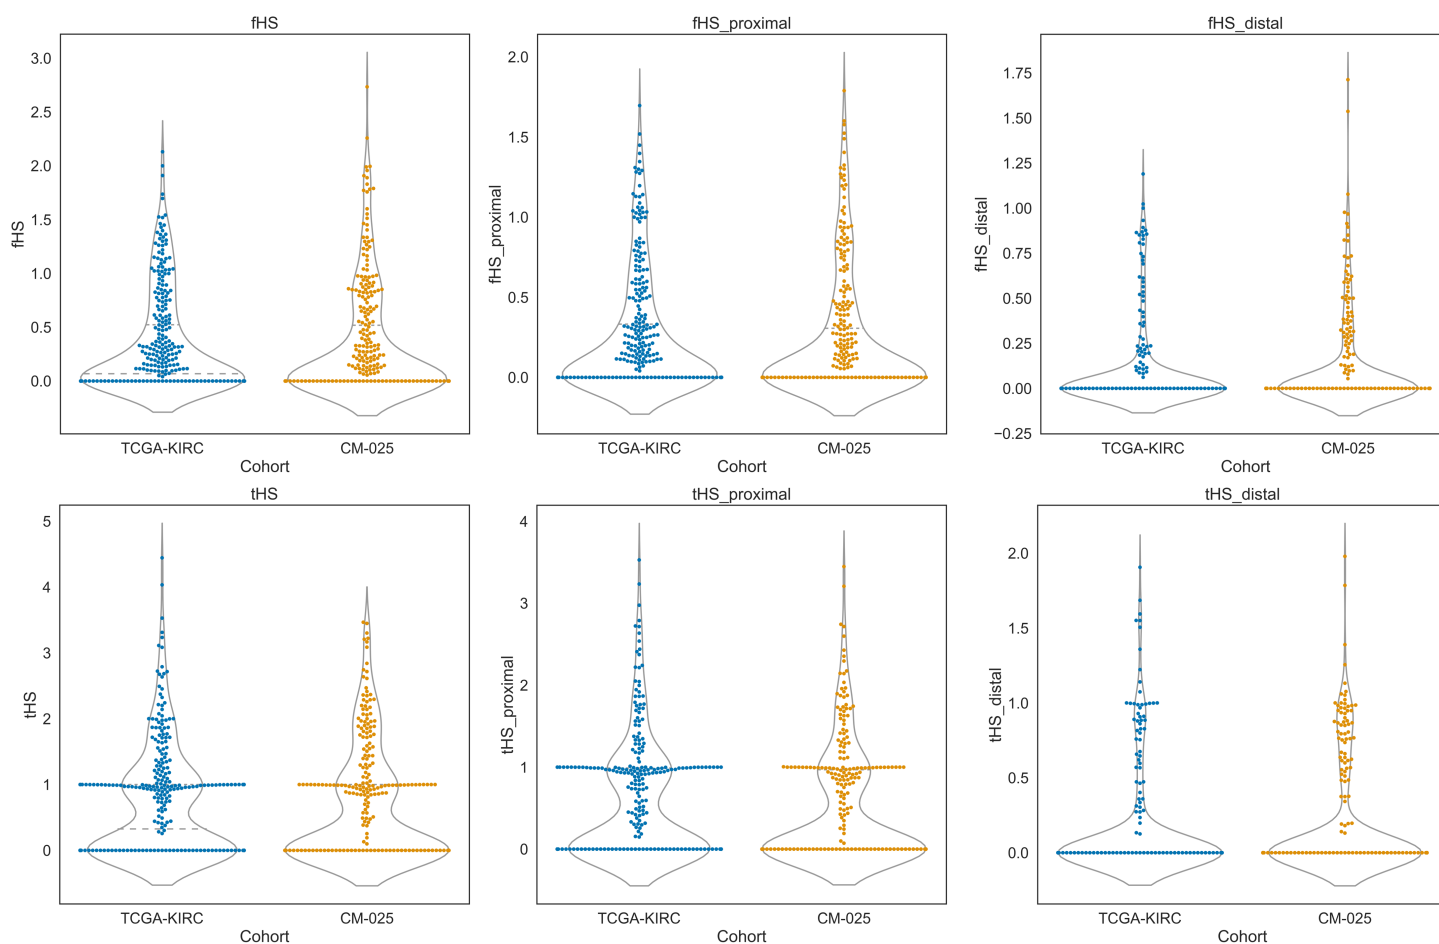 fHS
fHS
3.0
2.5
2.0
1.5
1.0
0.5
0.0
TCGA-KIRC CM-025
Cohort
fHS_proximal
fHS_proximal
2.0
1.5
1.0
0.5
0.0
TCGA-KIRC CM-025
Cohort
fHS_distal
fHS_distal
1.75
1.50
1.25
1.00
0.75
0.50
0.25
0.00
−0.25
TCGA-KIRC CM-025
Cohort
tHS
tHS
5
4
3
2
1
0
TCGA-KIRC CM-025
Cohort
tHS_proximal
tHS_proximal
4
3
2
1
0
TCGA-KIRC CM-025
Cohort
tHS_distal
tHS_distal
2.0
1.5
1.0
0.5
0.0
TCGA-KIRC CM-025
Cohort